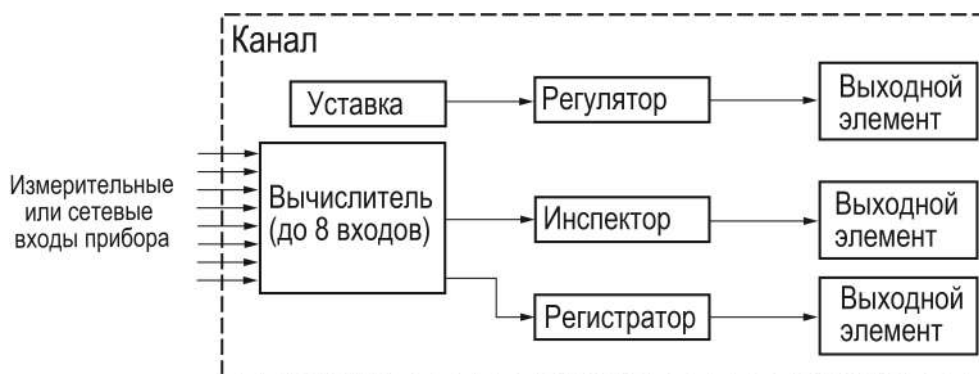 Канал
Уставка
Регулятор
Выходной
элемент
Измерительные
или сетевые
входы прибора
Вычислитель
(до 8 входов)
Инспектор
Выходной
элемент
Регистратор
Выходной
элемент